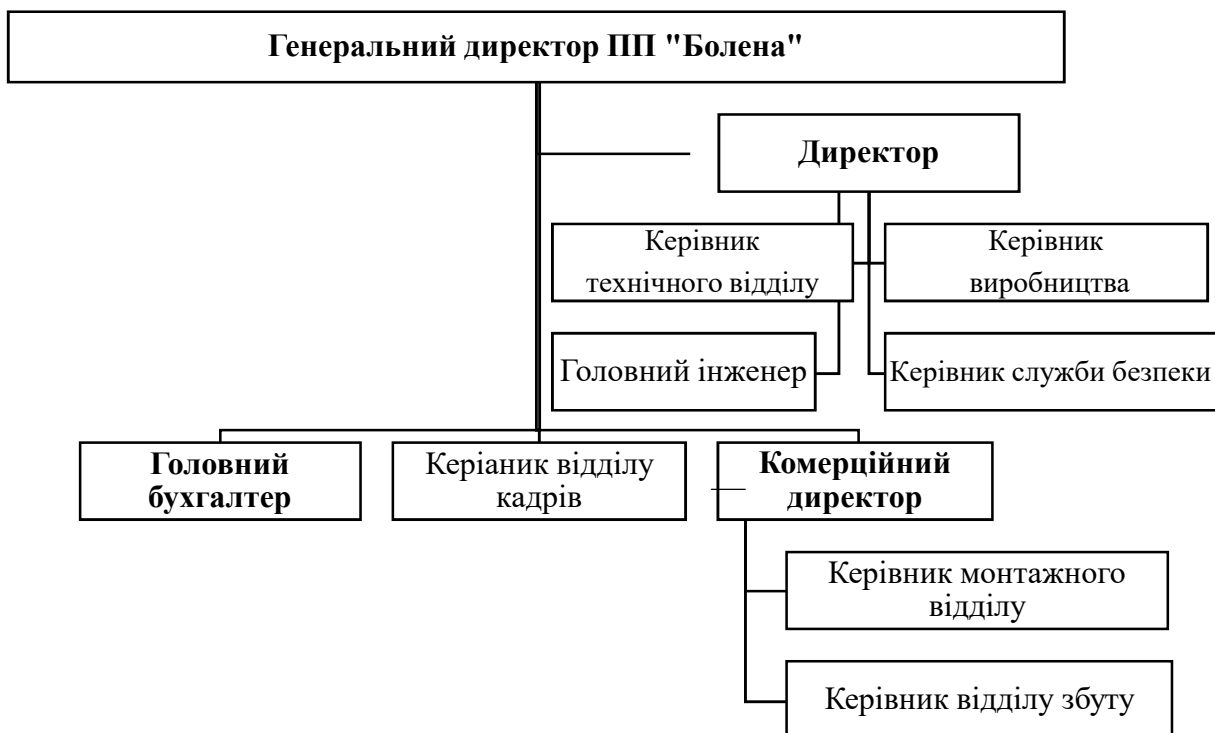 Генеральний директор ПП "Болена"
Директор
Керівник
технічного відділу
Керівник
виробництва
Головний інженер
Керівник служби безпеки
Головний
бухгалтер
Керіаник відділу
кадрів
Комерційний
директор
Керівник монтажного
відділу
Керівник відділу збуту